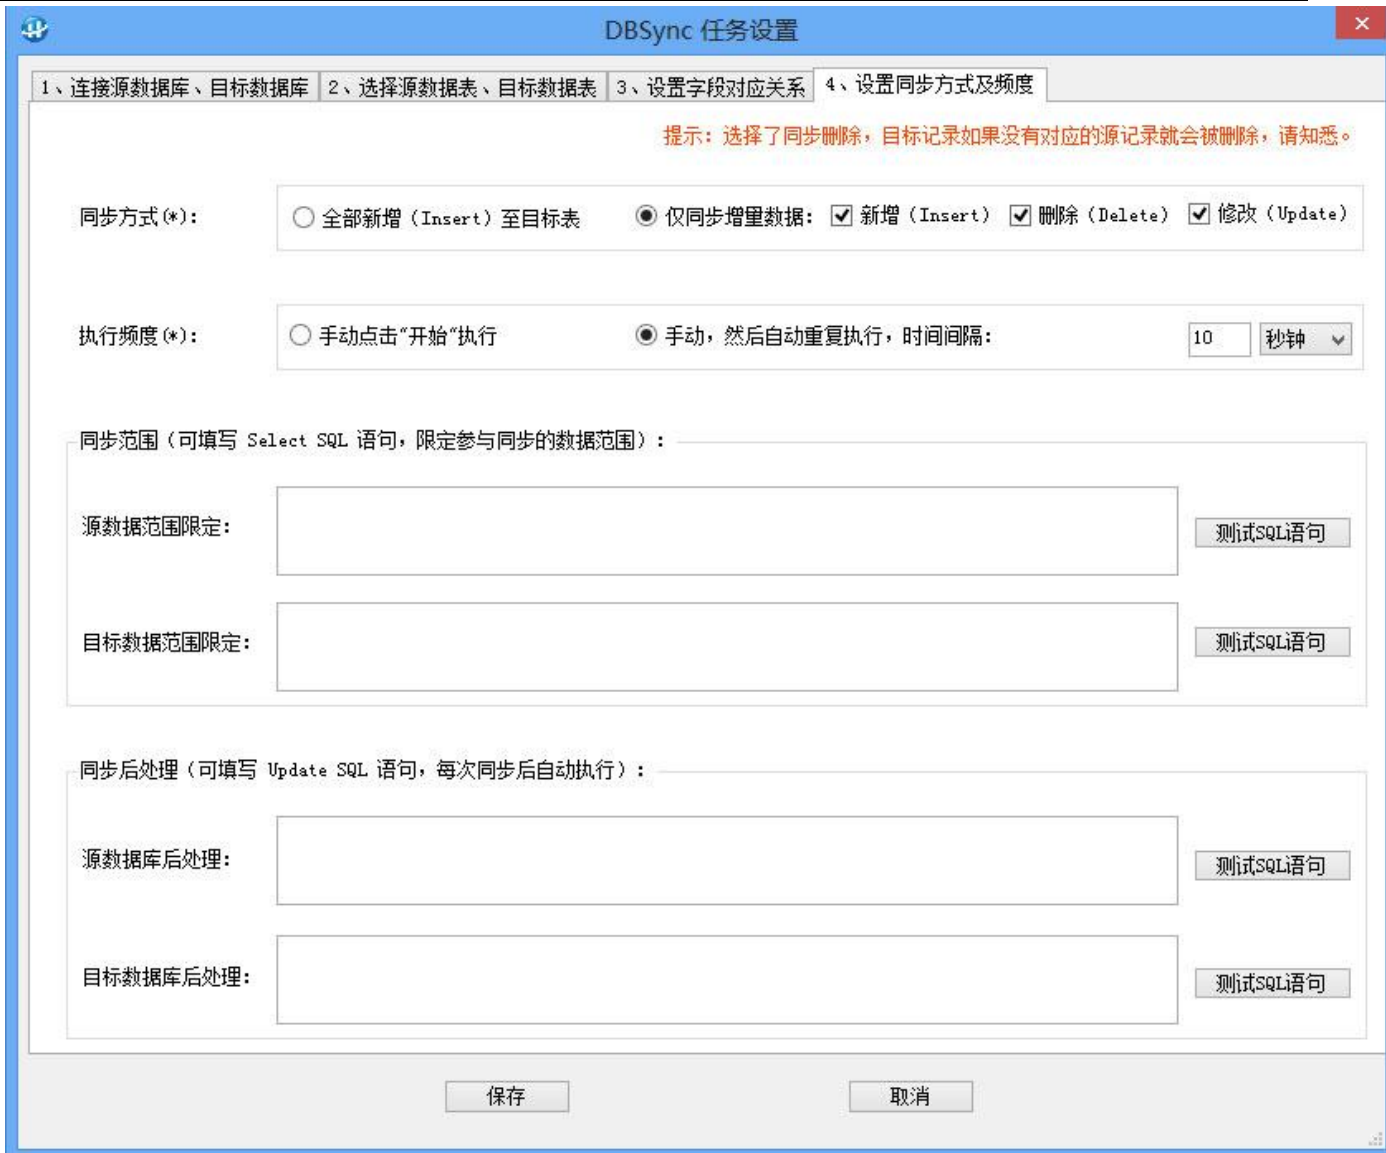 DBSync 任务设置
1、连接源数据库、目标数据库 2、选择源数据表、目标数据表 3、设置字段对应关系 4、设置同步方式及频度
提示：选择了同步删除，目标记录如果没有对应的源记录就会被删除，请知悉。
同步方式(*)： 全部新增（Insert）至目标表 仅同步增量数据： 新增（Insert） 删除（Delete） 修改（Update）
执行频度(*)： 手动点击“开始“执行 手动，然后自动重复执行，时间间隔： 10 秒钟
同步范围（可填写 Select SQL 语句，限定参与同步的数据范围）：
源数据范围限定： 测试SQL语句
目标数据范围限定： 测试SQL语句
同步后处理（可填写 Update SQL 语句，每次同步后自动执行）：
源数据库后处理： 测试SQL语句
目标数据库后处理： 测试SQL语句
保存 取消